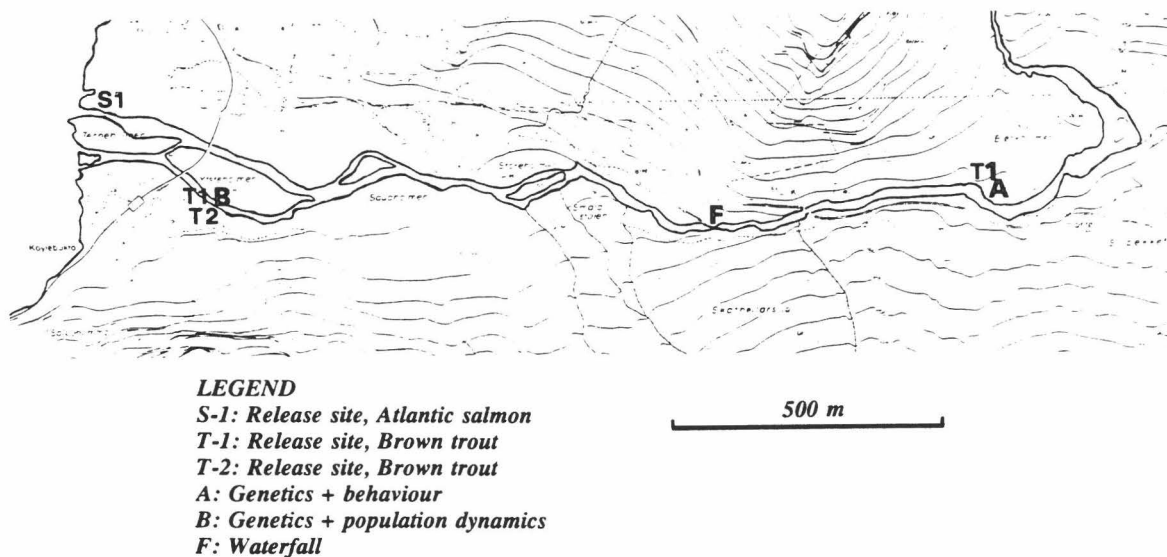 S1
T1
A
T1 B
T2
F
Køylebukta
LEGEND
S-1: Release site, Atlantic salmon
T-1: Release site, Brown trout
T-2: Release site, Brown trout
A: Genetics + behaviour
B: Genetics + population dynamics
F: Waterfall
500 m